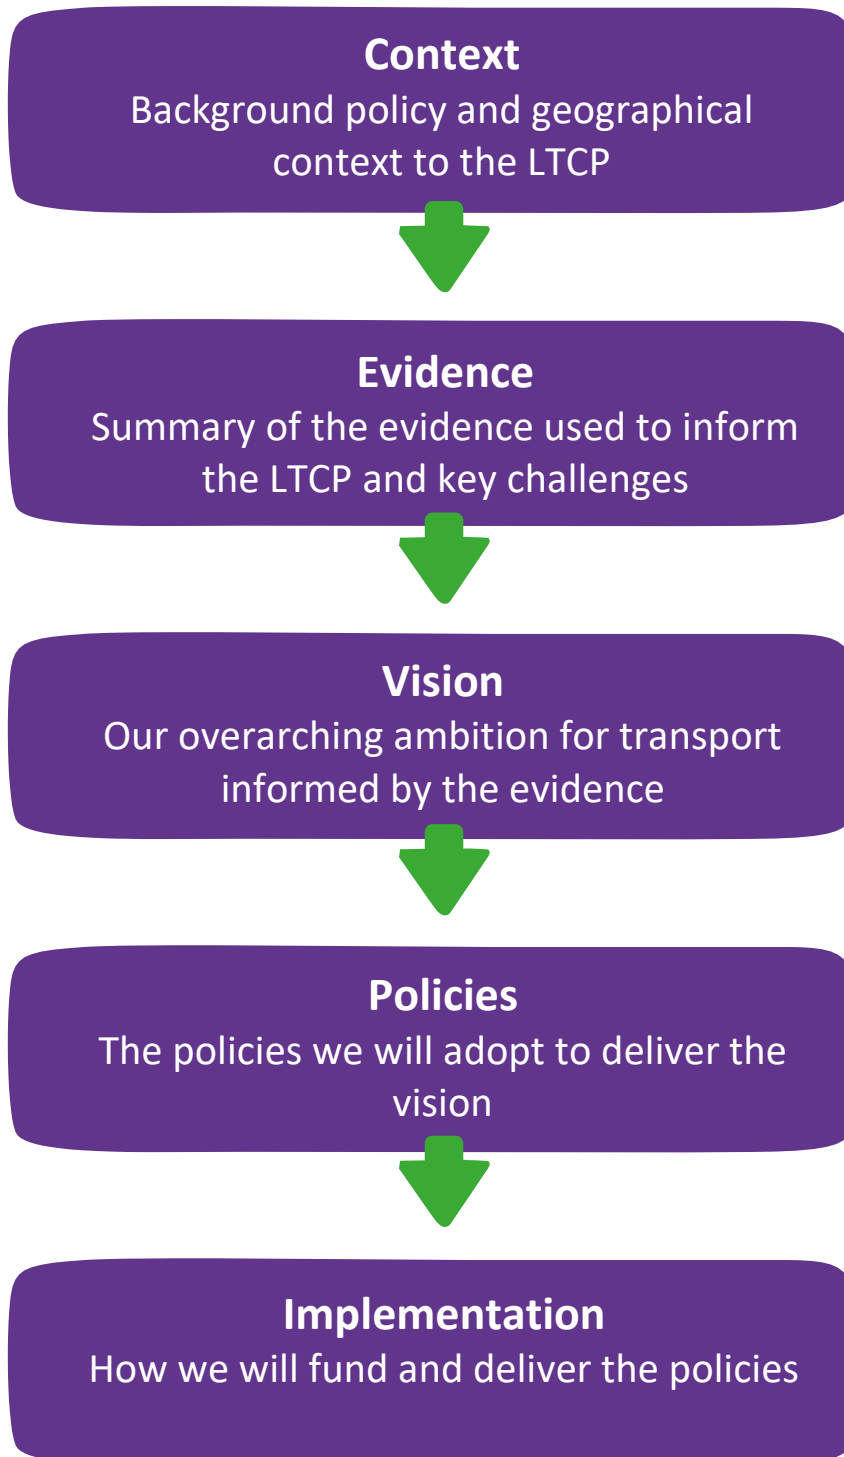 Context
Background policy and geographical
context to the LTCP
Evidence
Summary of the evidence used to inform
the LTCP and key challenges
Vision
Our overarching ambition for transport
informed by the evidence
Policies
The policies we will adopt to deliver the
vision
Implementation
How we will fund and deliver the policies